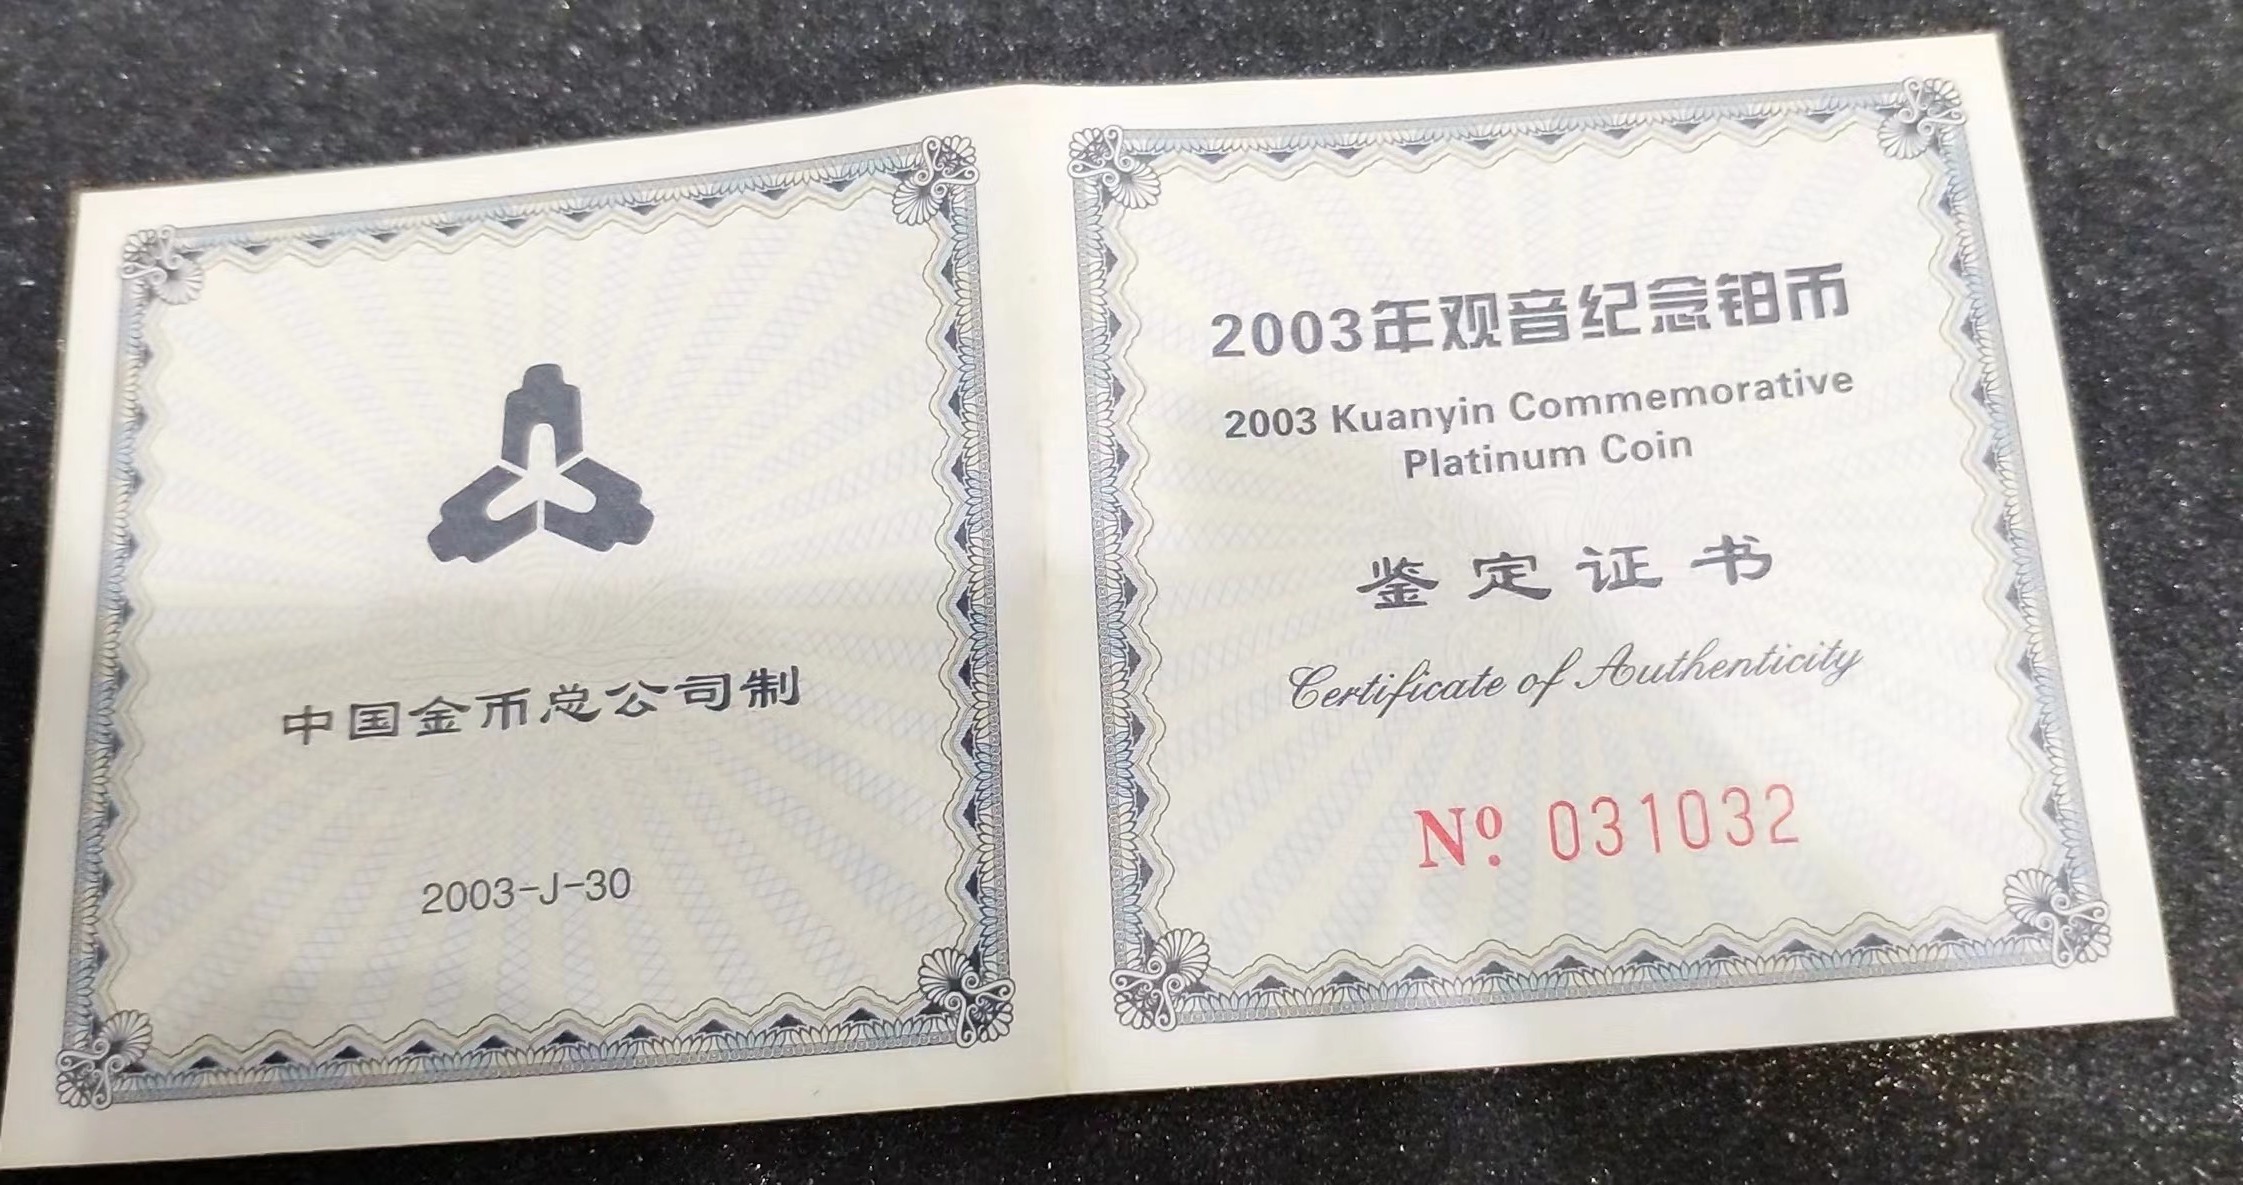 中国金币总公司制
2003-J-30
2003年观音纪念铂币
2003 Kuanyin Commemorative
Platinum Coin
鉴定证书
Certificate of Authenticity
Nº. 031032